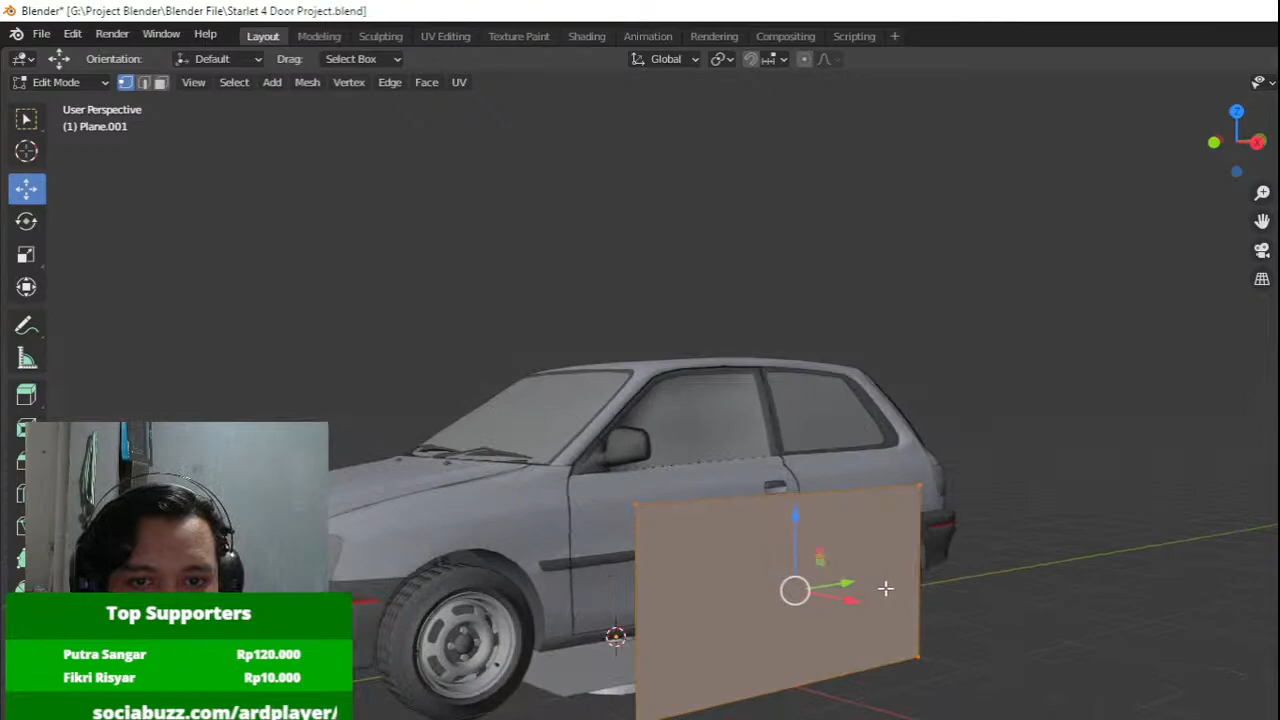 Blender* [G:\Project Blender\Blender File\Starlet 4 Door Project.blend]
File Edit Render Window Help Layout Modeling Sculpting UV Editing Texture Paint Shading Animation Rendering Compositing Scripting +
Orientation: Default Drag: Select Box Global
Edit Mode View Select Add Mesh Vertex Edge Face UV
User Perspective
(1) Plane.001
Z
X
Top Supporters
Putra Sangar Rp120.000
Fikri Risyar Rp10.000
sociabuzz.com/ardplayer/